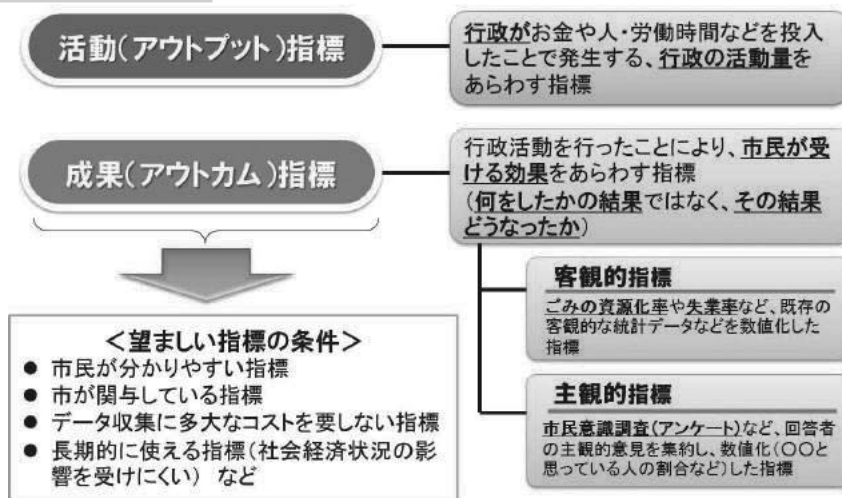 活動(アウトプット)指標
行政がお金や人・労働時間などを投入
したことで発生する、行政の活動量を
あらわす指標
成果(アウトカム)指標
行政活動を行ったことにより、市民が受
ける効果をあらわす指標
(何をしたかの結果ではなく、その結果
どうなったか)
客観的指標
ごみの資源化率や失業率など、既存の
客観的な統計データなどを数値化した
指標
主観的指標
市民意識調査(アンケート)など、回答者
の主観的意見を集約し、数値化(〇〇と
思っている人の割合など)した指標
<望ましい指標の条件>
● 市民が分かりやすい指標
● 市が関与している指標
● データ収集に多大なコストを要しない指標
● 長期的に使える指標(社会経済状況の影
響を受けにくい) など